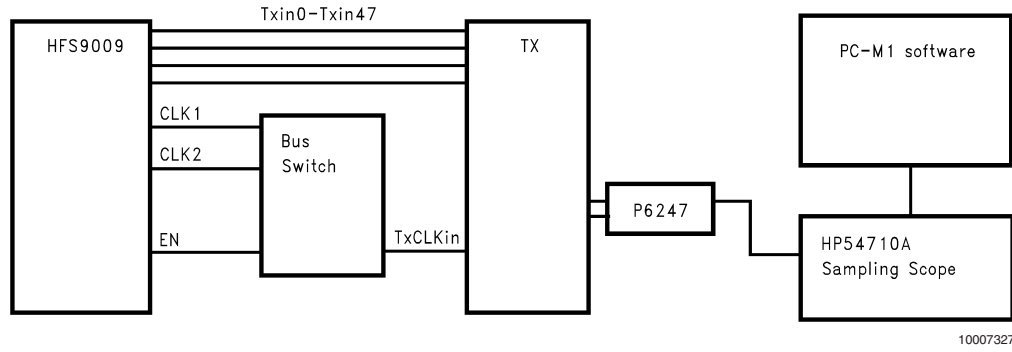 Txin0-Txin47
HFS9009
TX
PC-M1 software
CLK1
Bus
Switch
CLK2
P6247
EN
TxCLKin
HP54710A
Sampling Scope
10007327